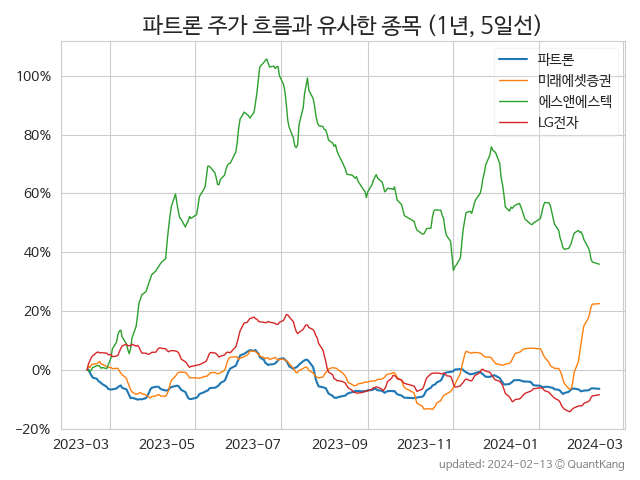 파트론 주가 흐름과 유사한 종목 (1년, 5일선)
파트론
미래에셋증권
에스앤에스텍
LG전자
100%
80%
60%
40%
20%
0%
−20%
2023-03 2023-05 2023-07 2023-09 2023-11 2024-01 2024-03
updated: 2024-02-13 © QuantKang